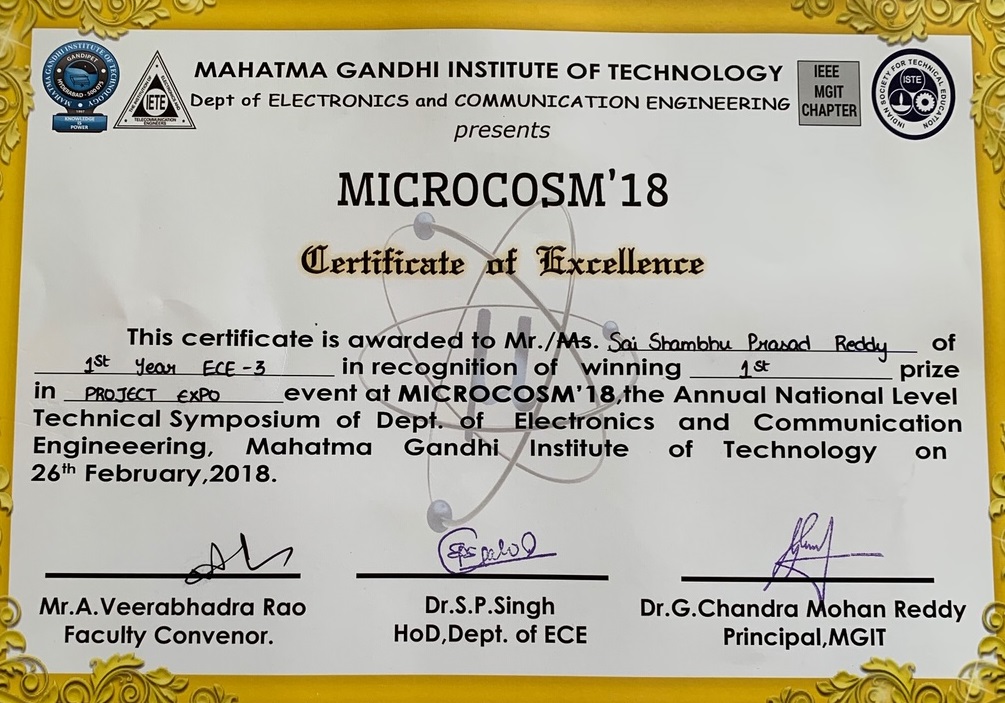 MAHATMA GANDHI INSTITUTE OF TECHNOLOGY
GANDIPET
KNOWLEDGE IS POWER
IETE
TELECOMMUNICATION ENGINEERS
MAHATMA GANDHI INSTITUTE OF TECHNOLOGY
Dept of ELECTRONICS and COMMUNICATION ENGINEERING
presents
IEEE
MGIT
CHAPTER
INDIAN SOCIETY FOR TECHNICAL EDUCATION
ISTE
MICROCOSM'18
Certificate of Excellence
This certificate is awarded to Mr./Ms. Sai Shambhu Prasad Reddy of
1st Year ECE-3 in recognition of winning 1st prize
in PROJECT EXPO event at MICROCOSM'18,the Annual National Level
Technical Symposium of Dept. of Electronics and Communication
Engineeering, Mahatma Gandhi Institute of Technology on
26th February,2018.
Mr.A.Veerabhadra Rao
Faculty Convenor.
Dr.S.P.Singh
HoD,Dept. of ECE
Dr.G.Chandra Mohan Reddy
Principal,MGIT